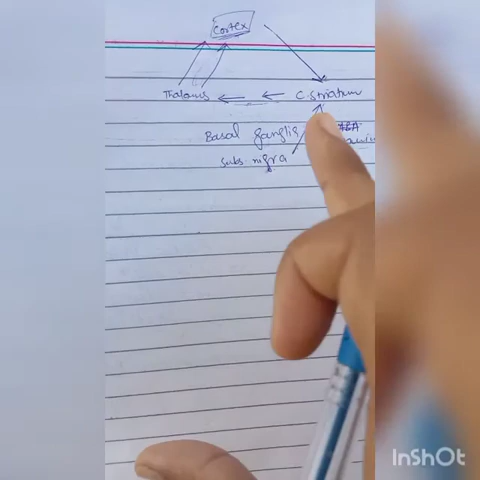 Cortex
Thalamus C. Striatum
Basal ganglia
Subs nigra
InShOt